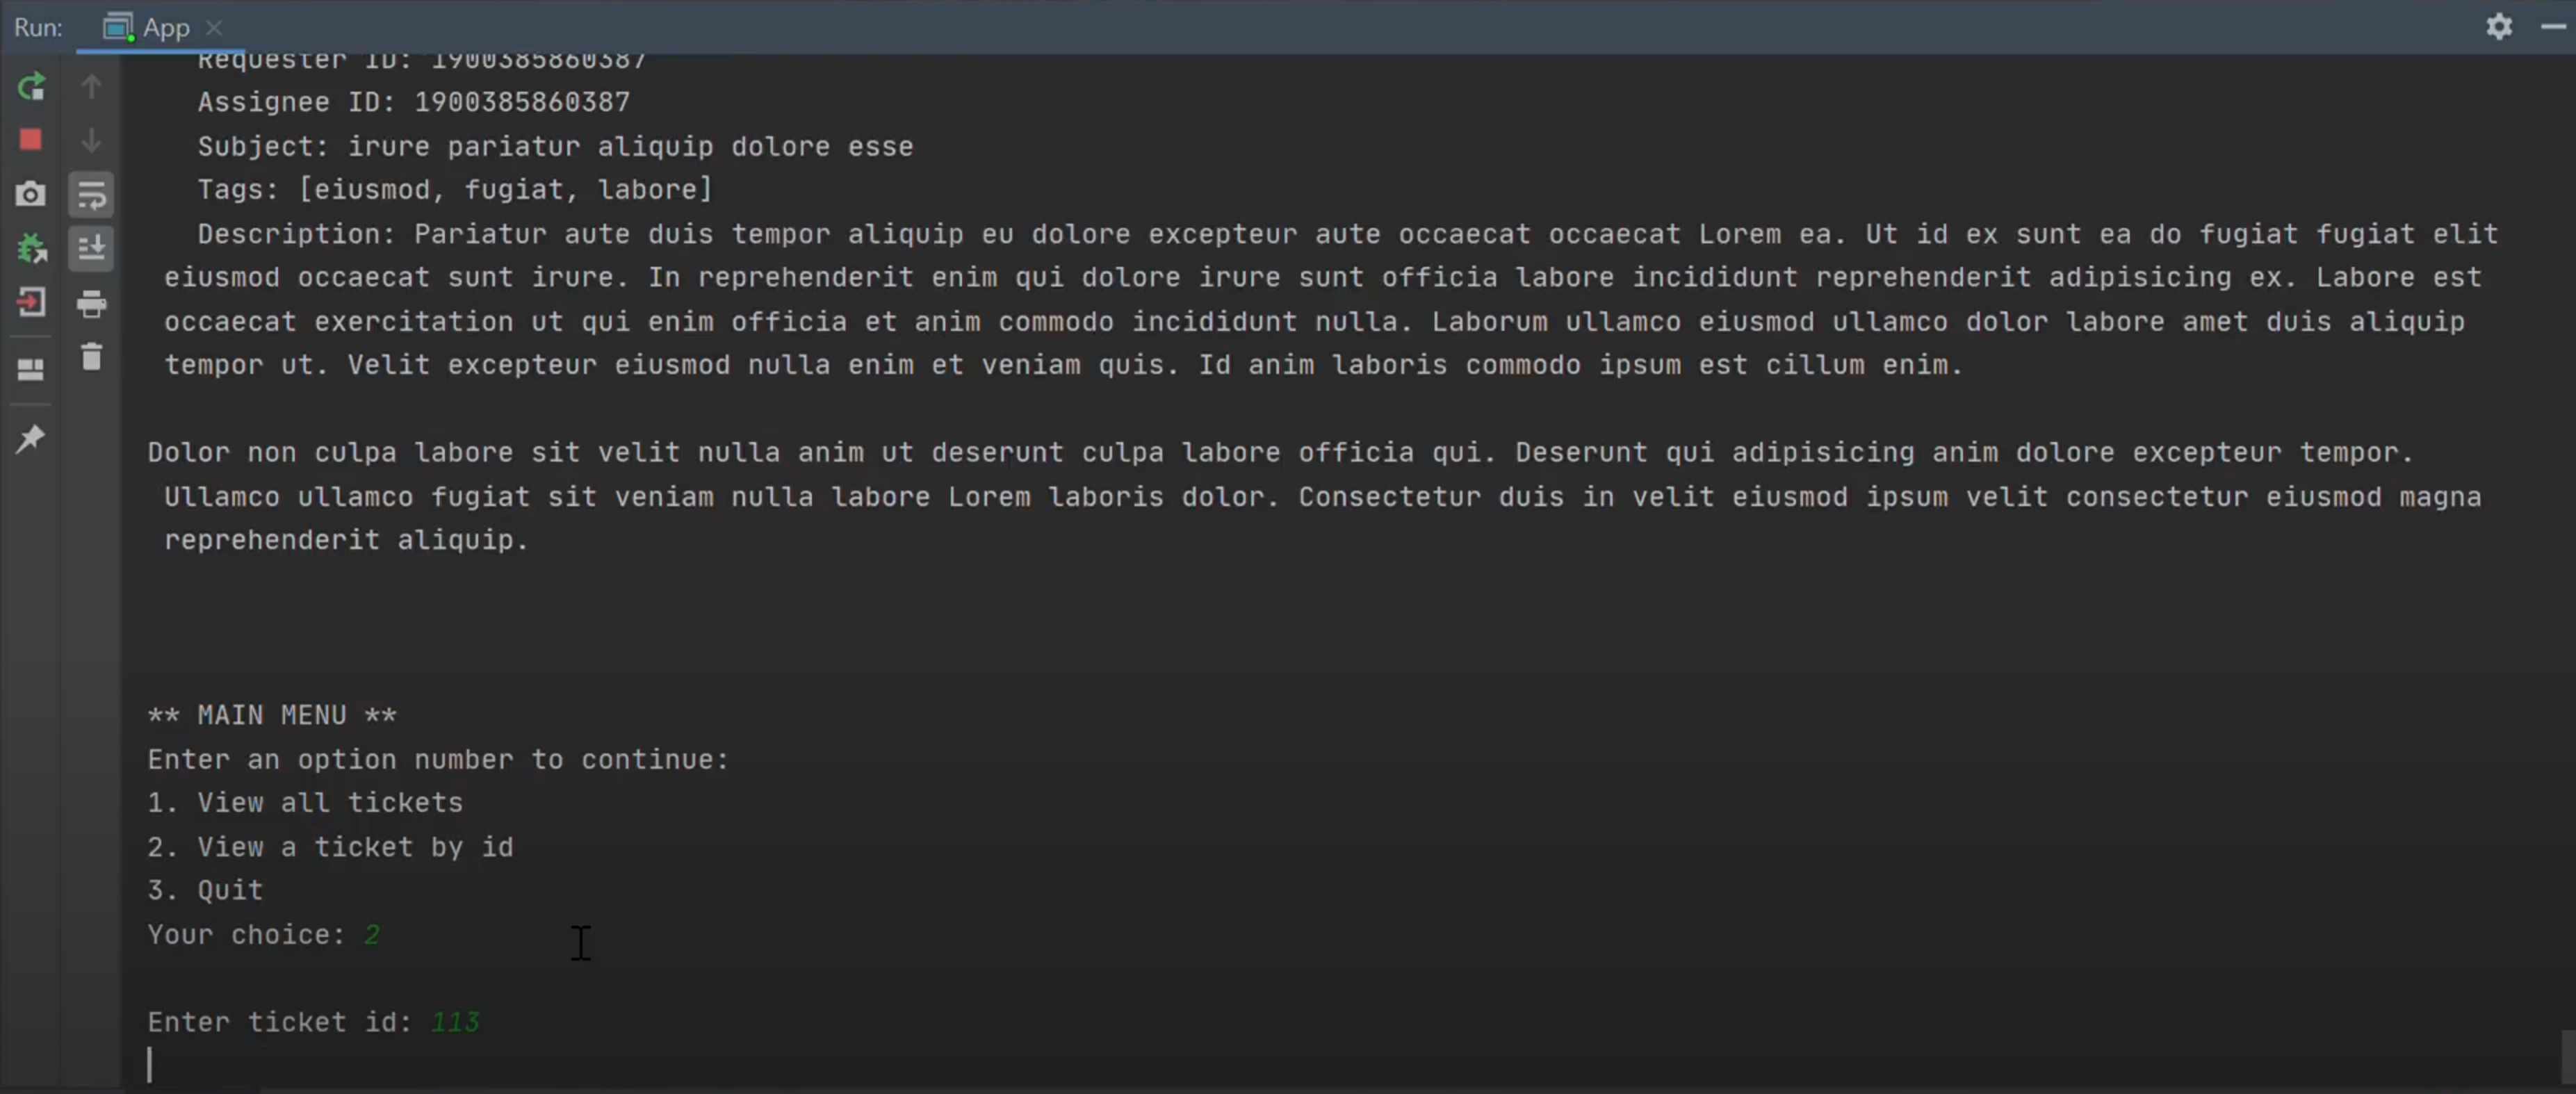 Run: App
Requester ID: 1900385860387
Assignee ID: 1900385860387
Subject: irure pariatur aliquip dolore esse
Tags: [eiusmod, fugiat, labore]
Description: Pariatur aute duis tempor aliquip eu dolore excepteur aute occaecat occaecat Lorem ea. Ut id ex sunt ea do fugiat fugiat elit
eiusmod occaecat sunt irure. In reprehenderit enim qui dolore irure sunt officia labore incididunt reprehenderit adipisicing ex. Labore est
occaecat exercitation ut qui enim officia et anim commodo incididunt nulla. Laborum ullamco eiusmod ullamco dolor labore amet duis aliquip
tempor ut. Velit excepteur eiusmod nulla enim et veniam quis. Id anim laboris commodo ipsum est cillum enim.
Dolor non culpa labore sit velit nulla anim ut deserunt culpa labore officia qui. Deserunt qui adipisicing anim dolore excepteur tempor.
Ullamco ullamco fugiat sit veniam nulla labore Lorem laboris dolor. Consectetur duis in velit eiusmod ipsum velit consectetur eiusmod magna
reprehenderit aliquip.
** MAIN MENU **
Enter an option number to continue:
1. View all tickets
2. View a ticket by id
3. Quit
Your choice: 2
Enter ticket id: 113